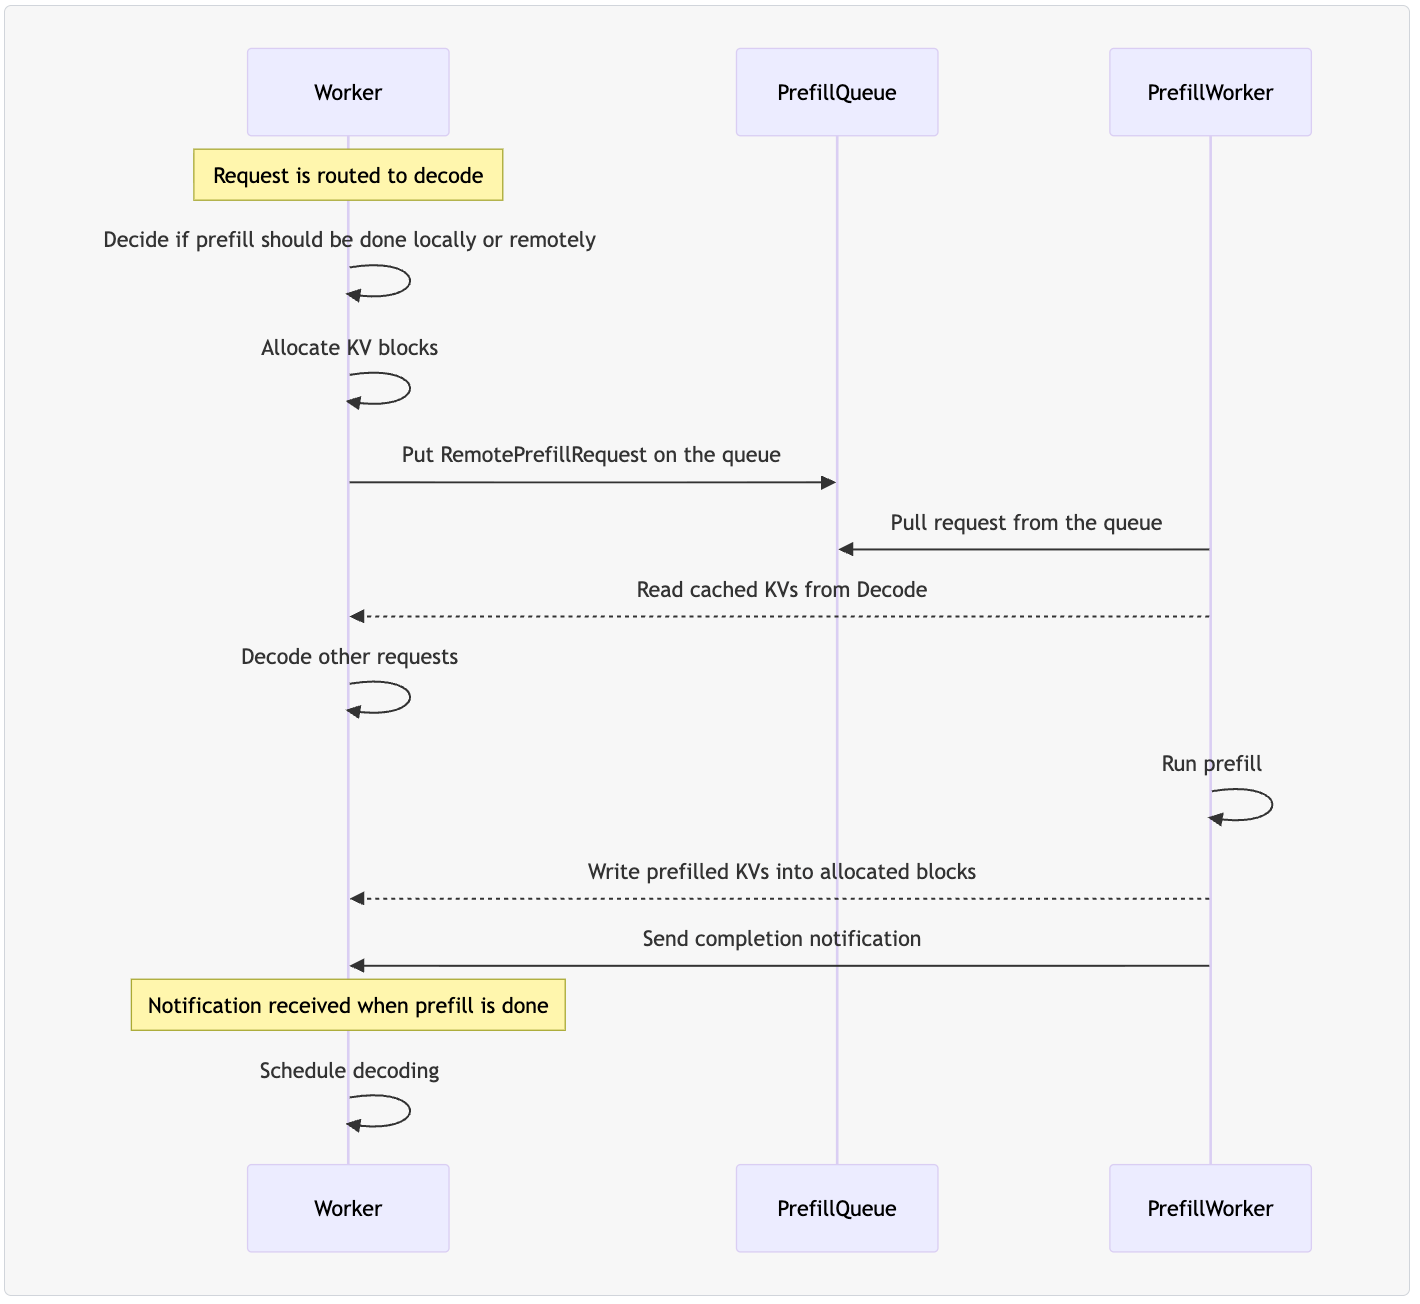 Worker
PrefillQueue
PrefillWorker
Request is routed to decode
Decide if prefill should be done locally or remotely
Allocate KV blocks
Put RemotePrefillRequest on the queue
Pull request from the queue
Read cached KVs from Decode
Decode other requests
Run prefill
Write prefilled KVs into allocated blocks
Send completion notification
Notification received when prefill is done
Schedule decoding
Worker
PrefillQueue
PrefillWorker